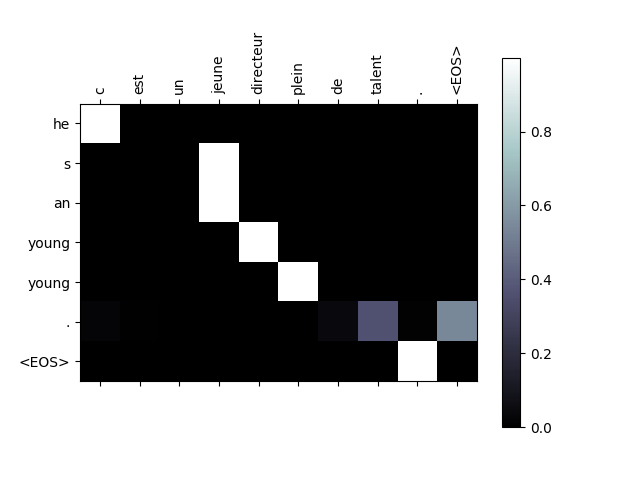 c
est
un
jeune
directeur
plein
de
talent
.
<EOS>
he
s
an
young
young
.
<EOS>
0.8
0.6
0.4
0.2
0.0